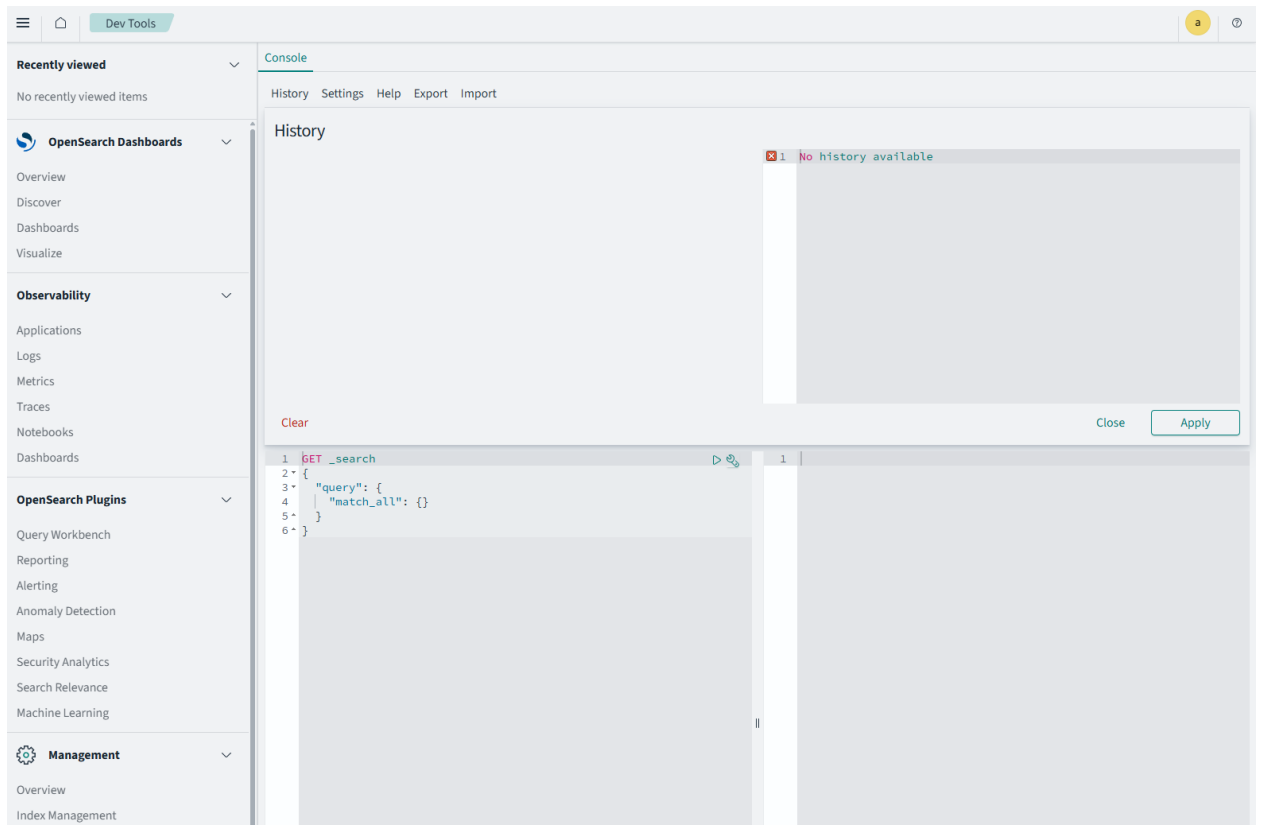 Dev Tools
a
Recently viewed
No recently viewed items
OpenSearch Dashboards
Overview
Discover
Dashboards
Visualize
Observability
Applications
Logs
Metrics
Traces
Notebooks
Dashboards
OpenSearch Plugins
Query Workbench
Reporting
Alerting
Anomaly Detection
Maps
Security Analytics
Search Relevance
Machine Learning
Management
Overview
Index Management
Console
History Settings Help Export Import
History
1 No history available
Clear
Close Apply
1 GET _search
2 {
3 "query": {
4 "match_all": {}
5 }
6 }
1